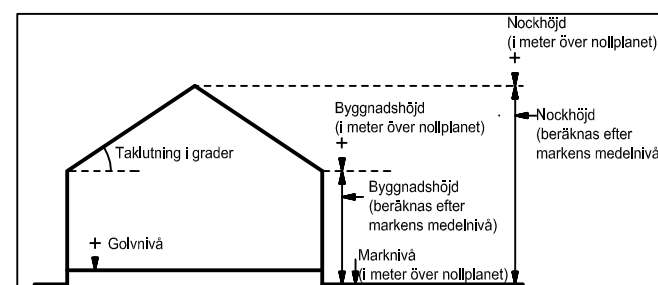 Nockhöjd
(i meter över nollplanet)
+
Byggnadshöjd
(i meter över nollplanet)
+
Nockhöjd
(beräknas efter
markens medelnivå)
Taklutning i grader
Byggnadshöjd
(beräknas efter
markens medelnivå)
+ Golvnivå
Marknivå
(i meter över nollplanet)
+